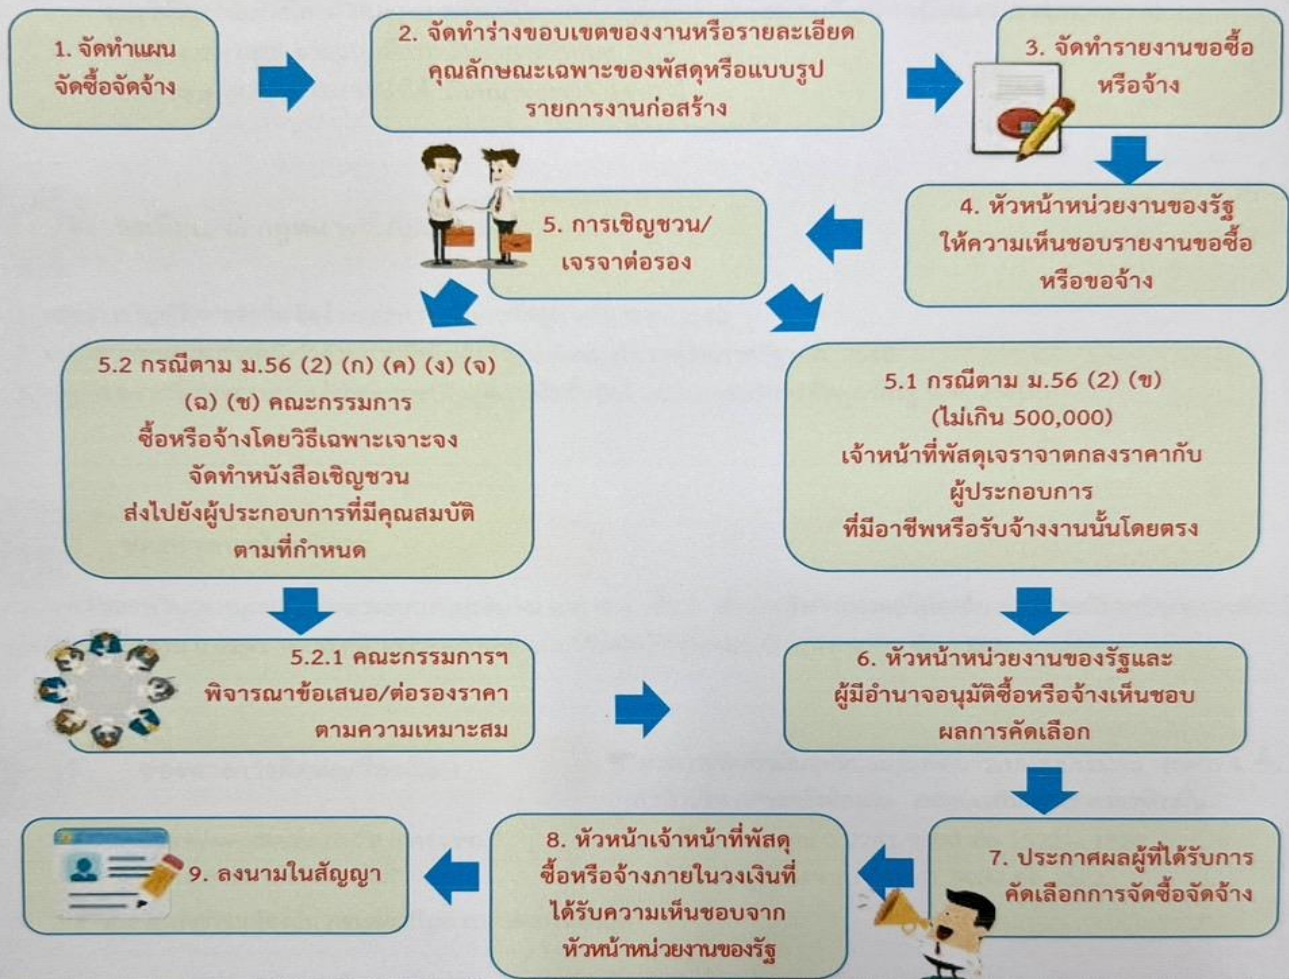 1. จัดทำแผน
จัดซื้อจัดจ้าง
2. จัดทำร่างขอบเขตของงานหรือรายละเอียด
คุณลักษณะเฉพาะของพัสดุหรือแบบรูป
รายการงานก่อสร้าง
3. จัดทำรายงานขอซื้อ
หรือจ้าง
4. หัวหน้าหน่วยงานของรัฐ
ให้ความเห็นชอบรายงานขอซื้อ
หรือขอจ้าง
5. การเชิญชวน/
เจรจาต่อรอง
5.2 กรณีตาม ม.56 (2) (ก) (ค) (ง) (จ)
(ฉ) (ช) คณะกรรมการ
ซื้อหรือจ้างโดยวิธีเฉพาะเจาะจง
จัดทำหนังสือเชิญชวน
ส่งไปยังผู้ประกอบการที่มีคุณสมบัติ
ตามที่กำหนด
5.1 กรณีตาม ม.56 (2) (ข)
(ไม่เกิน 500,000)
เจ้าหน้าที่พัสดุเจราจาตกลงราคากับ
ผู้ประกอบการ
ที่มีอาชีพหรือรับจ้างงานนั้นโดยตรง
5.2.1 คณะกรรมการฯ
พิจารณาข้อเสนอ/ต่อรองราคา
ตามความเหมาะสม
6. หัวหน้าหน่วยงานของรัฐและ
ผู้มีอำนาจอนุมัติซื้อหรือจ้างเห็นชอบ
ผลการคัดเลือก
7. ประกาศผลผู้ที่ได้รับการ
คัดเลือกการจัดซื้อจัดจ้าง
8. หัวหน้าเจ้าหน้าที่พัสดุ
ซื้อหรือจ้างภายในวงเงินที่
ได้รับความเห็นชอบจาก
หัวหน้าหน่วยงานของรัฐ
9. ลงนามในสัญญา